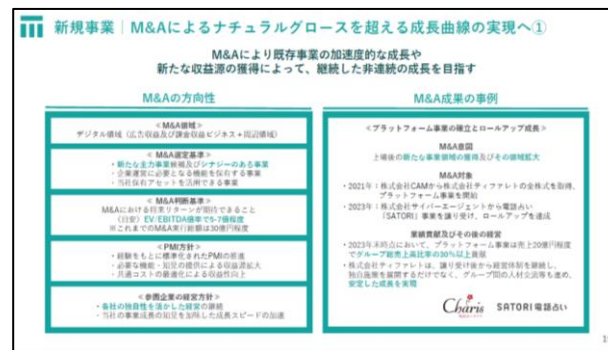 新規事業｜M&Aによるナチュラルグロースを超える成長曲線の実現へ①
M&Aにより既存事業の加速度的な成長や
新たな収益源の獲得によって、継続した非連続の成長を目指す
M&Aの方向性
＜M&A領域＞
デジタル領域（広告収益及び課金収益ビジネス＋周辺領域）
＜M&A選定基準＞
・新たな主力事業候補及びシナジーのある事業
・企業運営に必要となる機能を保有する事業
・当社保有アセットを活用できる事業
＜M&A判断基準＞
M&Aにおける将来リターンが期待できること
（目安）EV/EBITDA倍率で5-7倍程度
※これまでのM&A実行総額は30億円程度
＜PMI方針＞
・経験をもとに標準化されたPMIの推進
・必要な機能・知見の提供による収益源拡大
・共通コストの最適化による収益性向上
＜参画企業の経営方針＞
・各社の独自性を活かした経営の継続
・当社の事業成長の知見を加味した成長スピードの加速
M&A成果の事例
＜プラットフォーム事業の確立とロールアップ成長＞
M&A意図
上場後の新たな事業領域の獲得及びその領域拡大
M&A対象
・2021年：株式会社CAMから株式会社ティファレトの全株式を取得、
プラットフォーム事業を開始
・2023年：株式会社サイバーエージェントから電話占い
「SATORI」事業を譲り受け、ロールアップを達成
業績貢献及びその後の経営
・2023年末時点において、プラットフォーム事業は売上20億円程度
でグループ総売上高比率の30%以上貢献
・株式会社ティファレトは、譲り受け後から経営体制を継続し、
独自施策を展開するだけでなく、グループ間の人材交流等も進め、
安定した成長を実現
Charis
SATORI電話占い